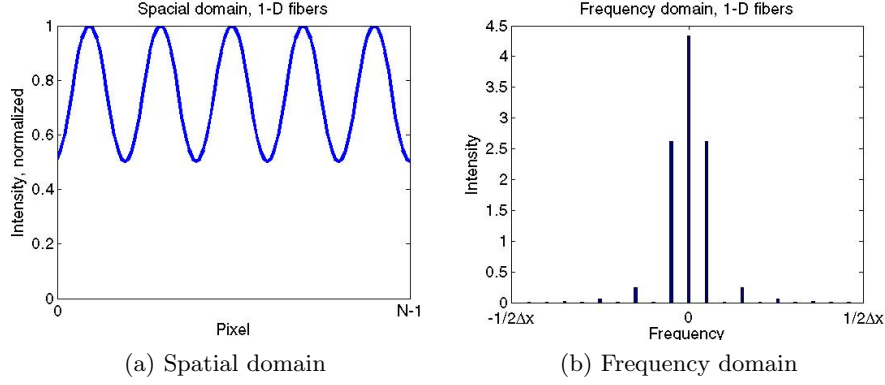 Spacial domain, 1-D fibers
1
0.8
0.6
0.4
0.2
0
Intensity, normalized
0
N-1
Pixel
(a) Spatial domain
Frequency domain, 1-D fibers
4.5
4
3.5
3
2.5
2
1.5
1
0.5
0
Intensity
-1/2Δx
0
1/2Δx
Frequency
(b) Frequency domain